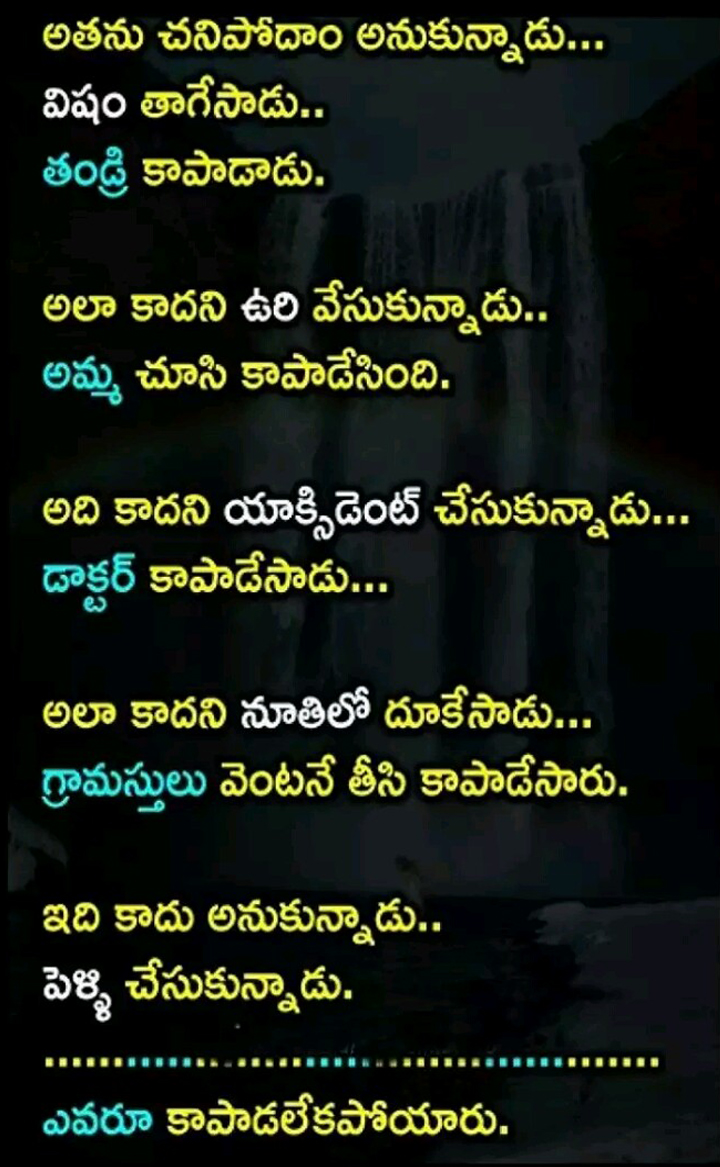 అతను చనిపోదాం అనుకున్నాడు...
విషం తాగేసాడు..
తండ్రి కాపాడాడు.
అలా కాదని ఉరి వేసుకున్నాడు..
అమ్మ చూసి కాపాడేసింది.
అది కాదని యాక్సిడెంట్ చేసుకున్నాడు...
డాక్టర్ కాపాడేసాడు...
అలా కాదని నూతిలో దూకేసాడు...
గ్రామస్తులు వెంటనే తీసి కాపాడేసారు.
ఇది కాదు అనుకున్నాడు..
పెళ్ళి చేసుకున్నాడు.
ఎవరూ కాపాడలేకపోయారు.